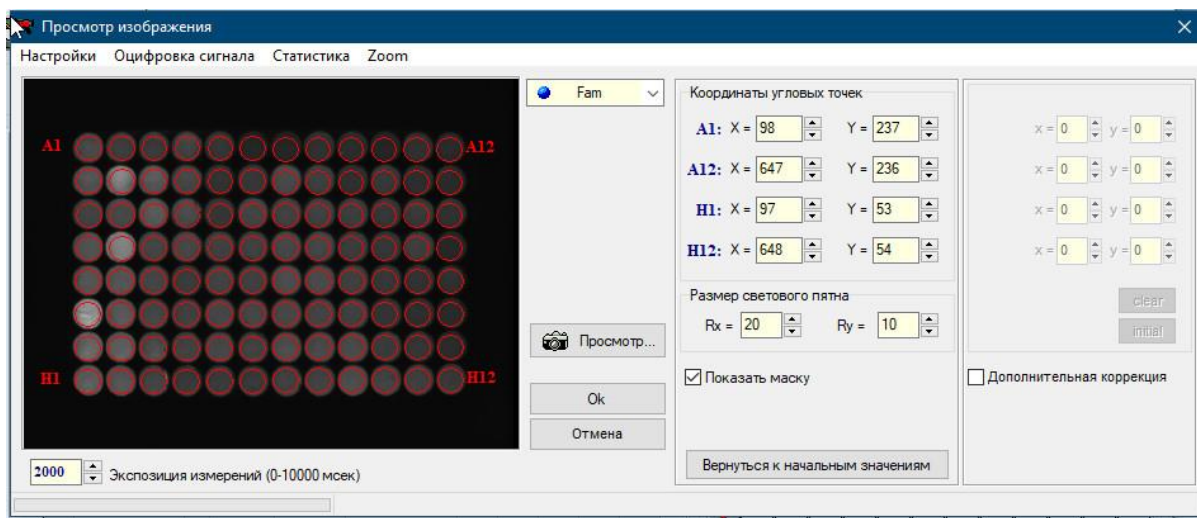 Просмотр изображения
Настройки Оцифровка сигнала Статистика Zoom
A1 A12
H1 H12
2000 Экспозиция измерений (0-10000 мсек)
Fam
Просмотр...
Ok
Отмена
Координаты угловых точек
A1: X = 98 Y = 237
A12: X = 647 Y = 236
H1: X = 97 Y = 53
H12: X = 648 Y = 54
Размер светового пятна
Rx = 20 Ry = 10
Показать маску
Вернуться к начальным значениям
x = 0 y = 0
x = 0 y = 0
x = 0 y = 0
x = 0 y = 0
clear
initial
Дополнительная коррекция